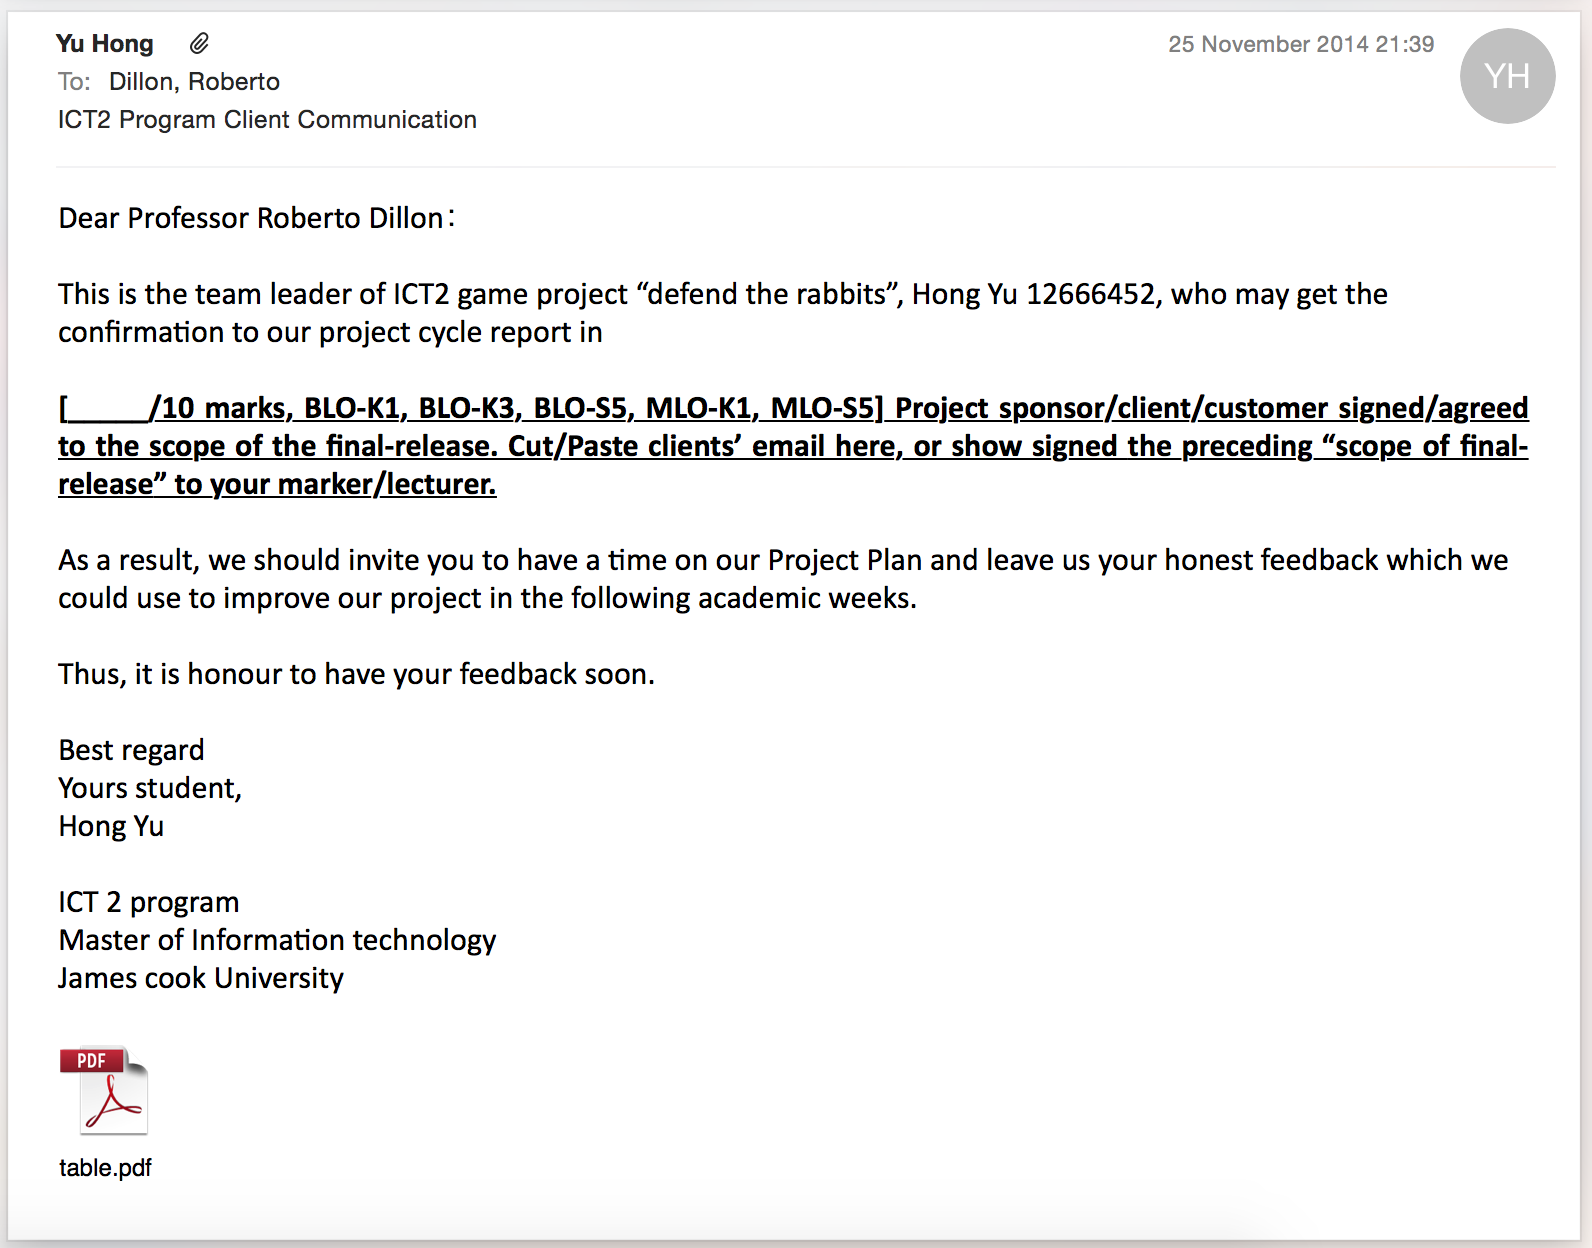 Yu Hong
25 November 2014 21:39
YH
To: Dillon, Roberto
ICT2 Program Client Communication
Dear Professor Roberto Dillon：
This is the team leader of ICT2 game project “defend the rabbits”, Hong Yu 12666452, who may get the
confirmation to our project cycle report in
[_____/10 marks, BLO-K1, BLO-K3, BLO-S5, MLO-K1, MLO-S5] Project sponsor/client/customer signed/agreed
to the scope of the final-release. Cut/Paste clients’ email here, or show signed the preceding “scope of final-
release” to your marker/lecturer.
As a result, we should invite you to have a time on our Project Plan and leave us your honest feedback which we
could use to improve our project in the following academic weeks.
Thus, it is honour to have your feedback soon.
Best regard
Yours student,
Hong Yu
ICT 2 program
Master of Information technology
James cook University
PDF
table.pdf